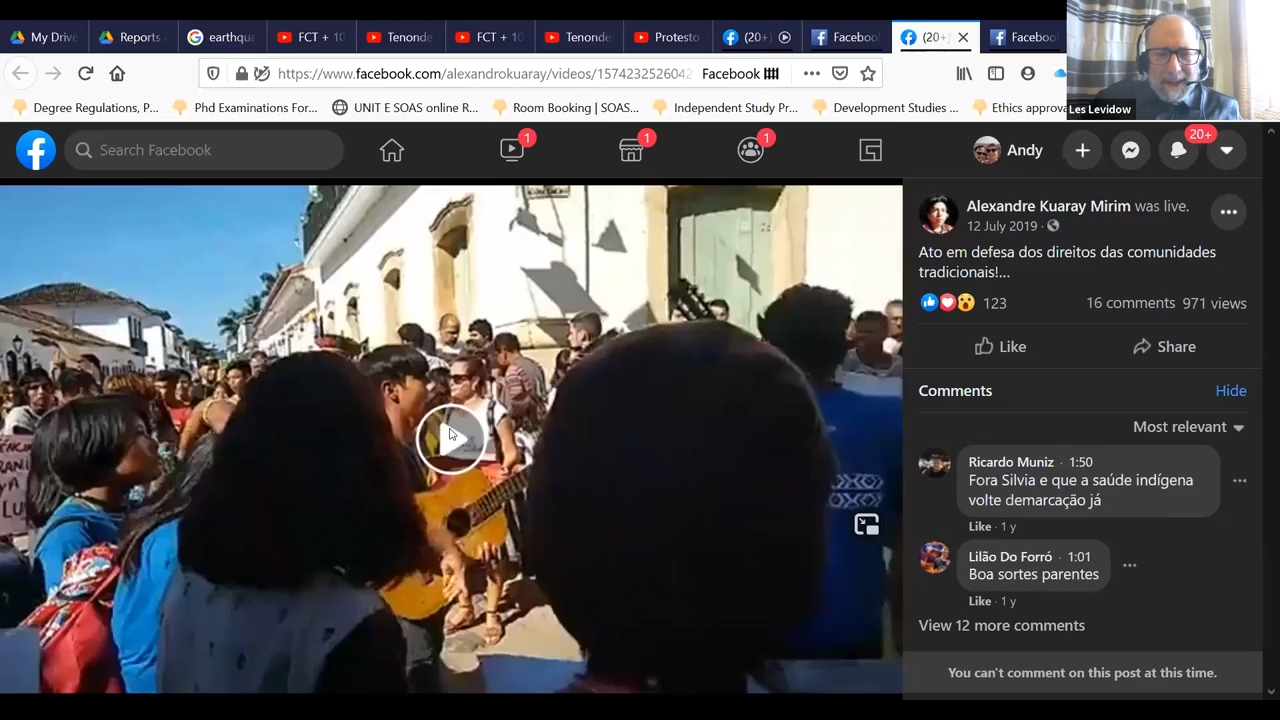 My Drive
Reports
earthqu
FCT + 10
Tenonde
FCT + 10
Tenonde
Protesto
(20+)
Faceboo
(20+
Faceboo
https://www.facebook.com/alexandrokuaray/videos/1574232526042
Facebook
Degree Regulations, P...
Phd Examinations For...
UNIT E SOAS online R...
Room Booking | SOAS...
Independent Study Pr...
Development Studies ...
Ethics approva
Les Levidow
Search Facebook
1
1
1
Andy
20+
Alexandre Kuaray Mirim was live.
12 July 2019 ·
Ato em defesa dos direitos das comunidades
tradicionais!...
123
16 comments 971 views
Like
Share
Comments
Hide
Most relevant
Ricardo Muniz · 1:50
Fora Silvia e que a saúde indígena
volte demarcação já
Like · 1 y
Lilão Do Forró · 1:01
Boa sortes parentes
Like · 1 y
View 12 more comments
You can't comment on this post at this time.